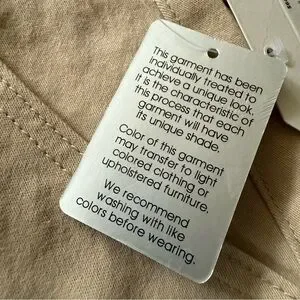 This garment has been
individually treated to
achieve a unique look.
It is the characteristic of
this process that each
garment will have
its unique shade.
Color of this garment
may transfer to light
colored clothing or
upholstered furniture.
We recommend
washing with like
colors before wearing.